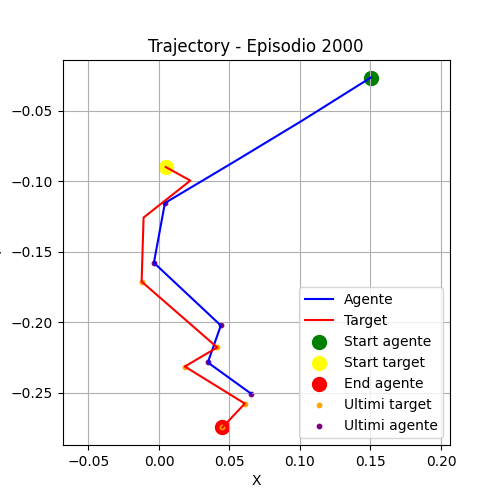 Trajectory - Episodio 2000
−0.05
−0.10
−0.15
−0.20
−0.25
Agente
Target
Start agente
Start target
End agente
Ultimi target
Ultimi agente
−0.05 0.00 0.05 0.10 0.15 0.20
X